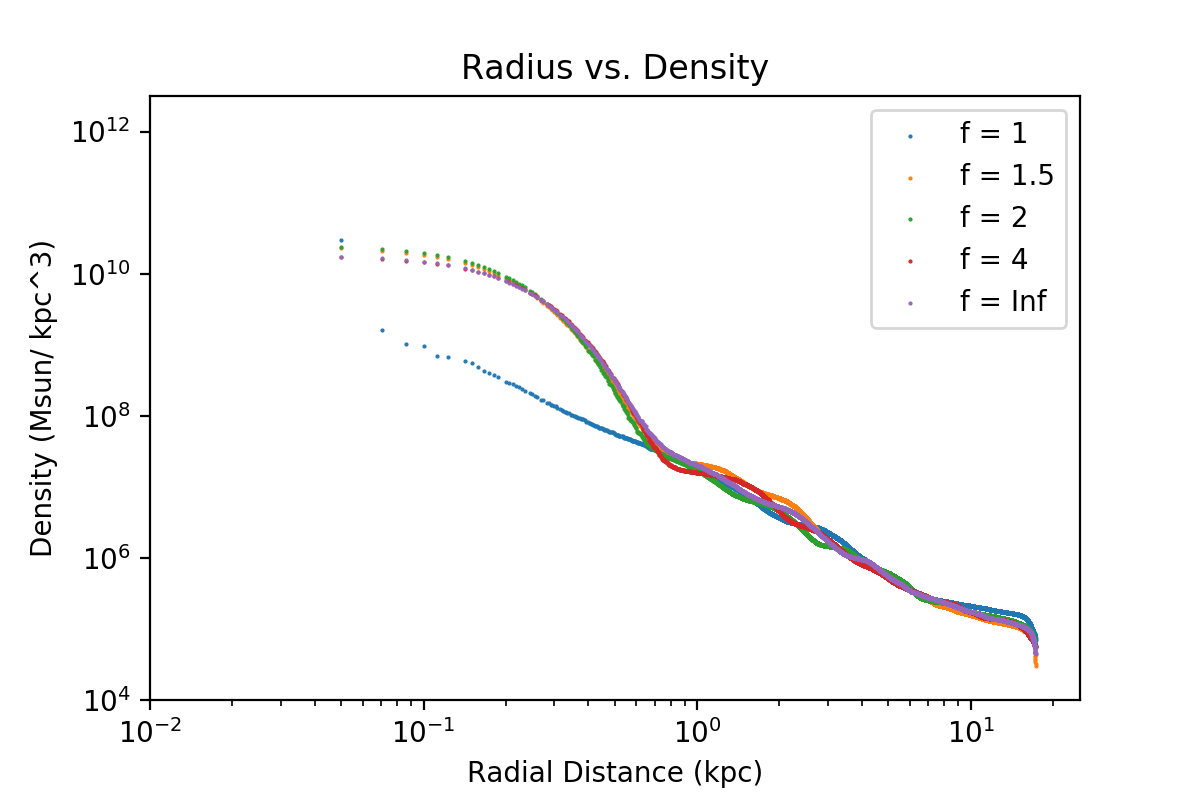 Radius vs. Density
10^12
10^10
10^8
10^6
10^4
Density (Msun/ kpc^3)
f = 1
f = 1.5
f = 2
f = 4
f = Inf
10^−2
10^−1
10^0
10^1
Radial Distance (kpc)